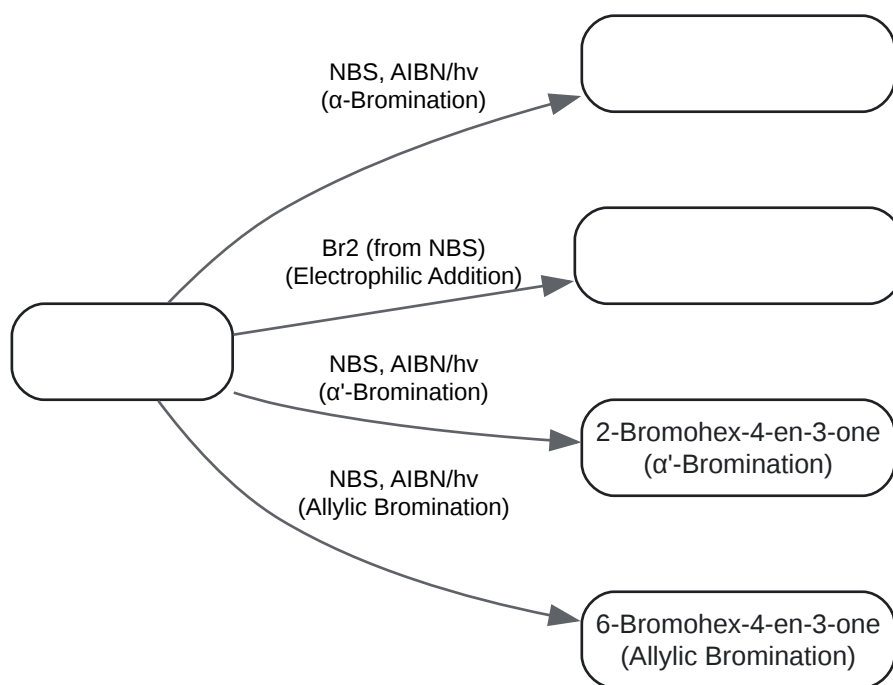 NBS, AIBN/hv
(α-Bromination)
Br2 (from NBS)
(Electrophilic Addition)
NBS, AIBN/hv
(α'-Bromination)
2-Bromohex-4-en-3-one
(α'-Bromination)
NBS, AIBN/hv
(Allylic Bromination)
6-Bromohex-4-en-3-one
(Allylic Bromination)